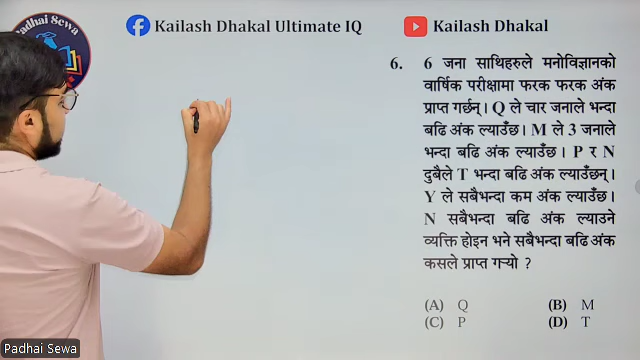 Padhai Sewa
Kailash Dhakal Ultimate IQ
Kailash Dhakal
6. 6 जना साथिहरुले मनोविज्ञानको
वार्षिक परीक्षामा फरक फरक अंक
प्राप्त गर्छन्। Q ले चार जनाले भन्दा
बढि अंक ल्याउँछ। M ले 3 जनाले
भन्दा बढि अंक ल्याउँछ। P र N
दुबैले T भन्दा बढि अंक ल्याउँछन्।
Y ले सबैभन्दा कम अंक ल्याउँछ।
N सबैभन्दा बढि अंक ल्याउने
व्यक्ति होइन भने सबैभन्दा बढि अंक
कसले प्राप्त गर्‍यो ?
(A) Q (B) M
(C) P (D) T
Padhai Sewa